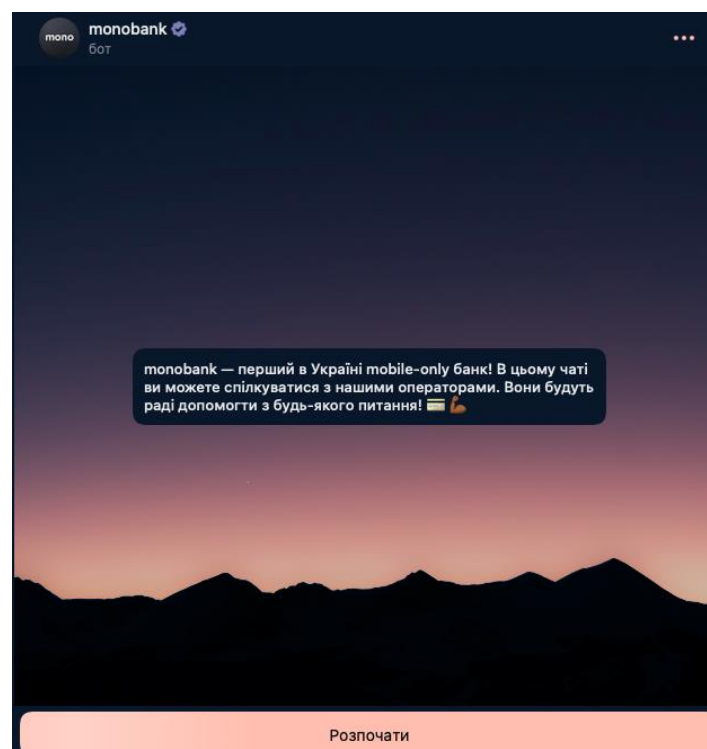 mono
monobank
бот
monobank — перший в Україні mobile-only банк! В цьому чаті
ви можете спілкуватися з нашими операторами. Вони будуть
раді допомогти з будь-якого питання! 💳 💪🏾
Розпочати